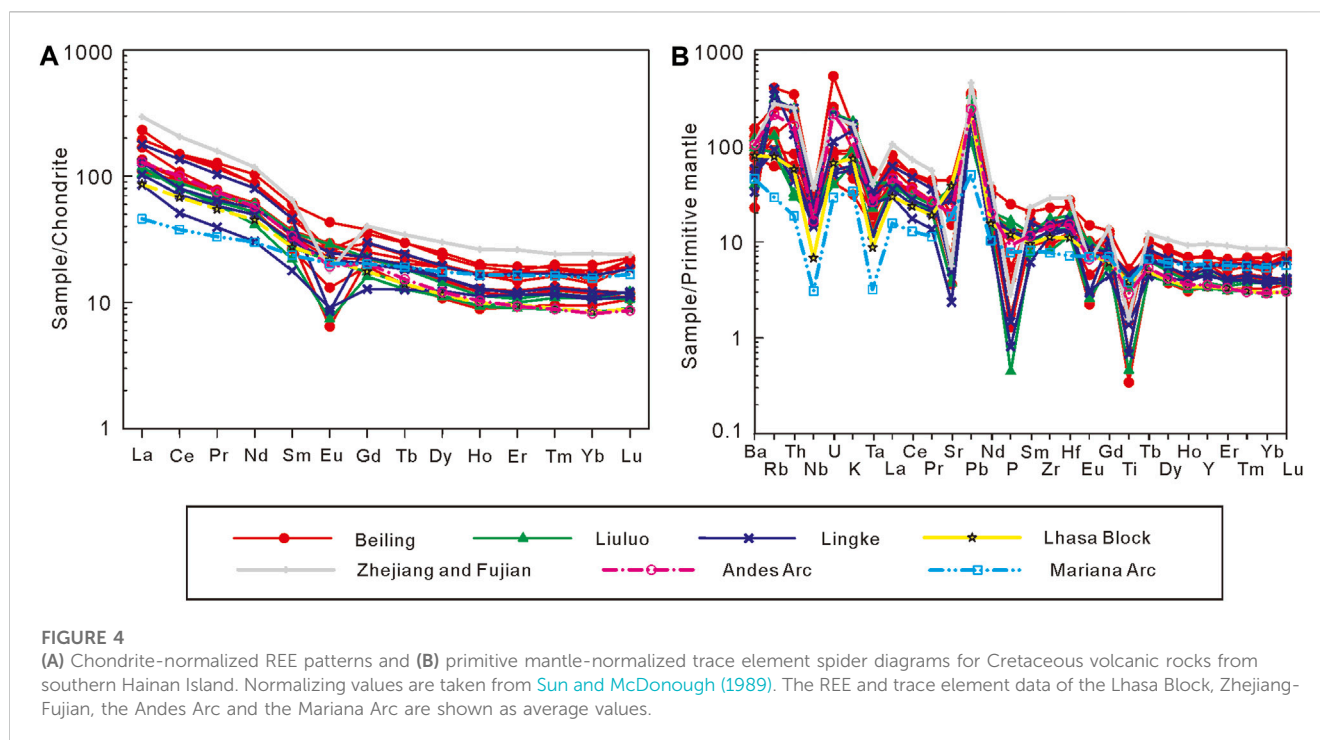 A
B
Sample/Chondrite
1000
100
10
1
La Ce Pr Nd Sm Eu Gd Tb Dy Ho Er Tm Yb Lu
Sample/Primitive mantle
1000
100
10
1
0.1
Ba Th U Ta Ce Sr Nd Sm Hf Gd Tb Ho Er Yb
Rb Nb K La Pr Pb P Zr Eu Ti Dy Y Tm Lu
Beiling Liuluo Lingke Lhasa Block
Zhejiang and Fujian Andes Arc Mariana Arc
FIGURE 4
(A) Chondrite-normalized REE patterns and (B) primitive mantle-normalized trace element spider diagrams for Cretaceous volcanic rocks from
southern Hainan Island. Normalizing values are taken from Sun and McDonough (1989). The REE and trace element data of the Lhasa Block, Zhejiang-
Fujian, the Andes Arc and the Mariana Arc are shown as average values.